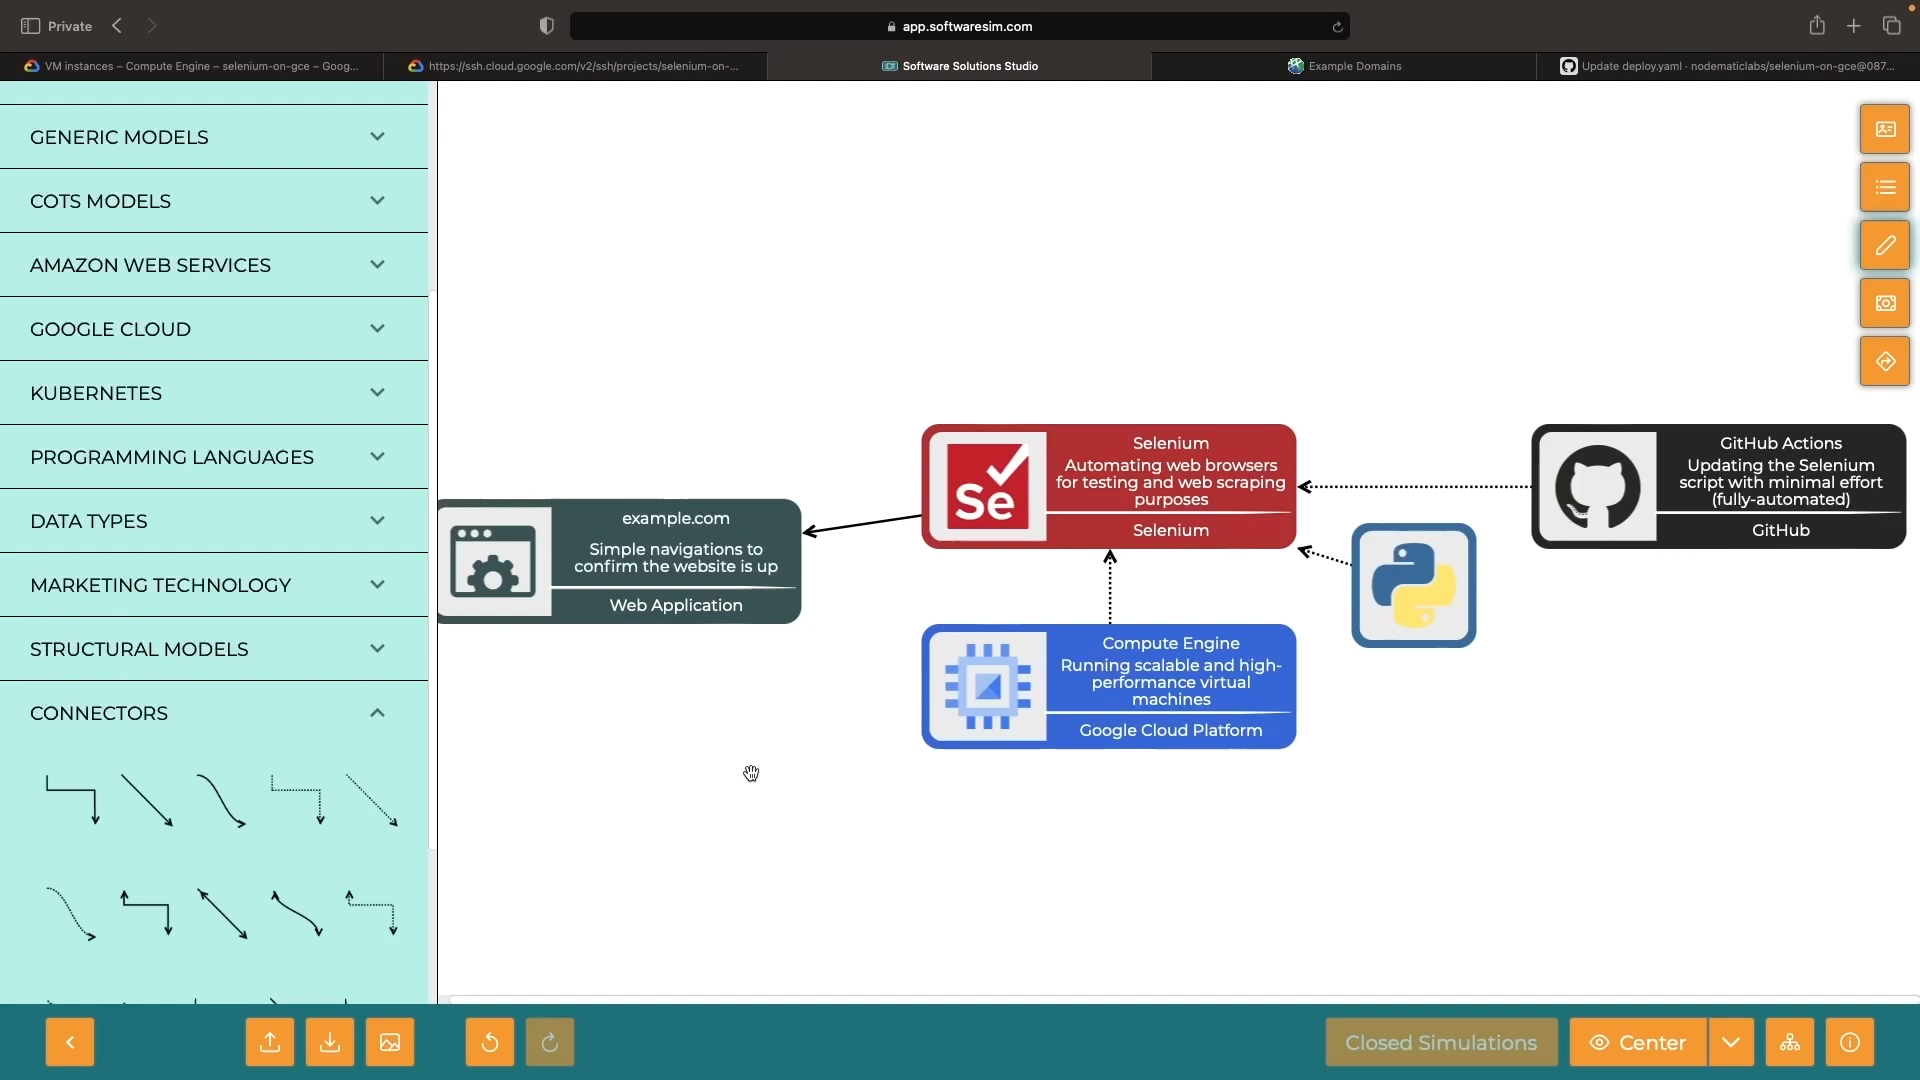 Private
app.softwaresim.com
VM instances – Compute Engine – selenium-on-gce – Goog...
https://ssh.cloud.google.com/v2/ssh/projects/selenium-on-...
Software Solutions Studio
Example Domains
Update deploy.yaml · nodematiclabs/selenium-on-gce@087...
GENERIC MODELS
COTS MODELS
AMAZON WEB SERVICES
GOOGLE CLOUD
KUBERNETES
PROGRAMMING LANGUAGES
DATA TYPES
MARKETING TECHNOLOGY
STRUCTURAL MODELS
CONNECTORS
example.com
Simple navigations to
confirm the website is up
Web Application
Se
Selenium
Automating web browsers
for testing and web scraping
purposes
Selenium
Compute Engine
Running scalable and high-
performance virtual
machines
Google Cloud Platform
GitHub Actions
Updating the Selenium
script with minimal effort
(fully-automated)
GitHub
Closed Simulations
Center